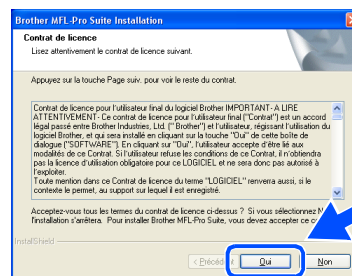 Brother MFL-Pro Suite Installation
Contrat de licence
Lisez attentivement le contrat de licence suivant.
Appuyez sur la touche Page suiv. pour voir le reste du contrat.
Contrat de licence pour l'utilisateur final du logiciel Brother IMPORTANT- A LIRE
ATTENTIVEMENT- Ce contrat de licence pour l'utilisateur final ("Contrat") est un accord
légal passé entre Brother Industries, Ltd. (" Brother") et l'utilisateur, régissant l'utilisation du
logiciel Brother, et qui sera installé en cliquant sur la touche "Oui" de cette boîte de
dialogue ("SOFTWARE"). En cliquant sur "Oui", l'utilisateur accepte d'être lié aux
modalités de ce Contrat. Si l'utilisateur refuse les conditions de ce Contrat, il n'obtiendra
pas la licence d'utilisation obligatoire pour ce LOGICIEL et ne sera donc pas autorisé à
l'exploiter.
Toute mention dans ce Contrat de licence du terme "LOGICIEL" renverra aussi, si le
contexte le permet, au support sur lequel il est enregistré.
Acceptez-vous tous les termes du contrat de licence ci-dessus ? Si vous sélectionnez N
l'installation s'arrêtera. Pour installer Brother MFL-Pro Suite, vous devez accepter ce
InstallShield
< Précédent
Oui
Non